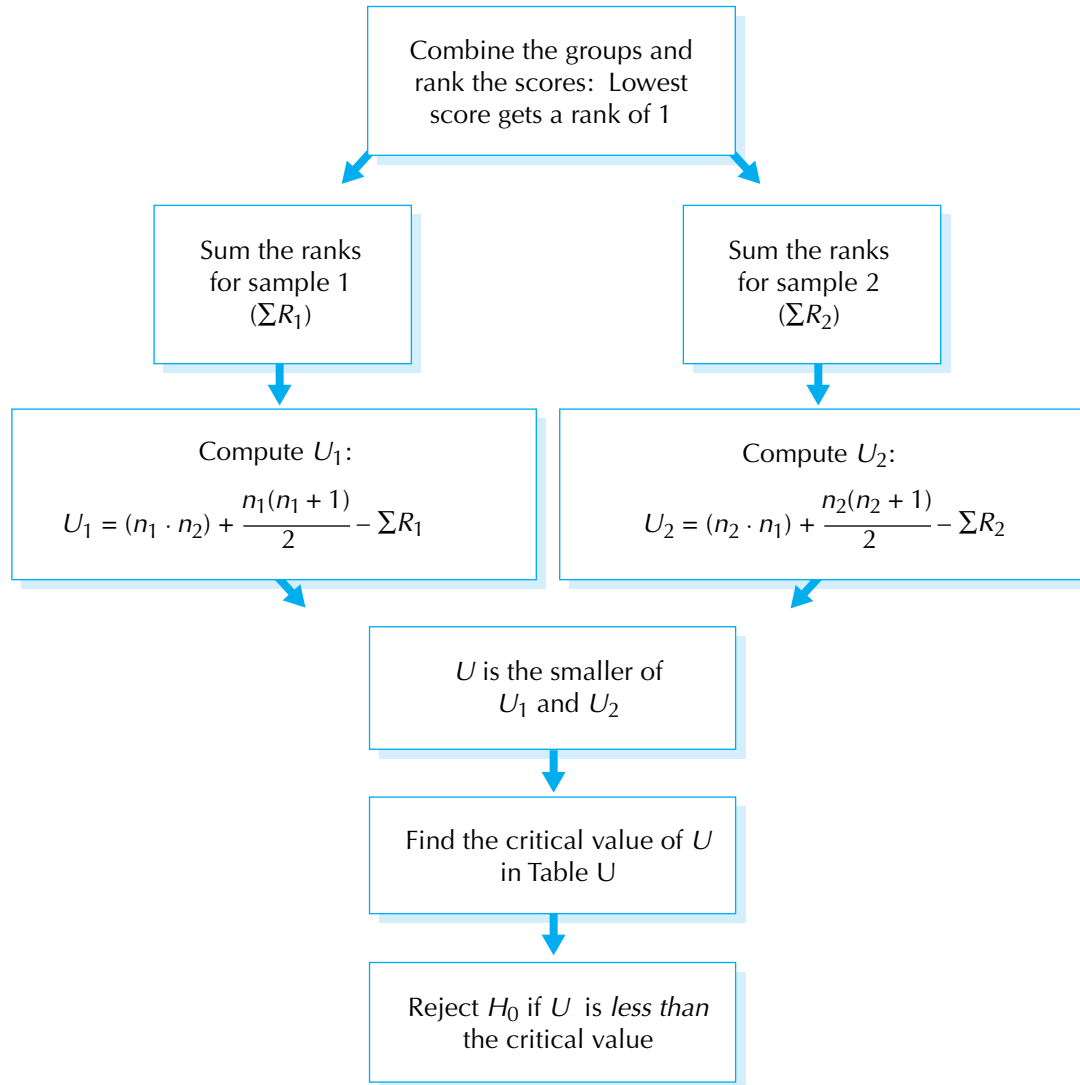 Combine the groups and
rank the scores: Lowest
score gets a rank of 1
Sum the ranks
for sample 1
(ΣR₁)
Sum the ranks
for sample 2
(ΣR₂)
Compute U₁:
U₁ = (n₁ · n₂) + n₁(n₁ + 1)/2 – ΣR₁
Compute U₂:
U₂ = (n₂ · n₁) + n₂(n₂ + 1)/2 – ΣR₂
U is the smaller of
U₁ and U₂
Find the critical value of U
in Table U
Reject H₀ if U is less than
the critical value